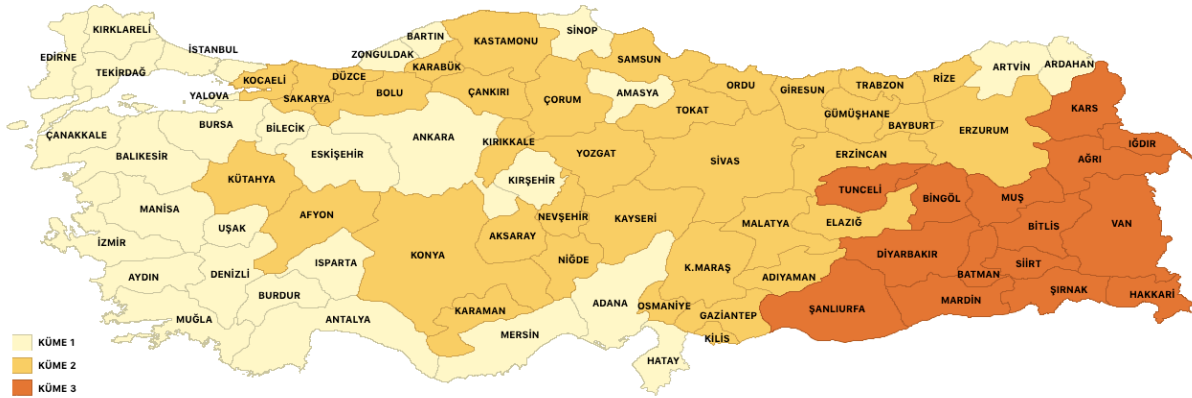 KIRKLARELİ
EDİRNE
TEKİRDAĞ
İSTANBUL
YALOVA
KOCAELİ
SAKARYA
DÜZCE
BOLU
ZONGULDAK
BARTIN
KARABÜK
KASTAMONU
SİNOP
SAMSUN
ÇANKIRI
ÇORUM
AMASYA
TOKAT
ORDU
GİRESUN
TRABZON
RİZE
ARTVİN
ARDAHAN
KARS
IĞDIR
AĞRI
GÜMÜŞHANE
BAYBURT
ERZURUM
ERZİNCAN
ÇANAKKALE
BALIKESİR
BURSA
BİLECİK
ESKİŞEHİR
ANKARA
KIRIKKALE
YOZGAT
SİVAS
KIRŞEHİR
KÜTAHYA
MANİSA
UŞAK
AFYON
İZMİR
AYDIN
DENİZLİ
ISPARTA
BURDUR
MUĞLA
ANTALYA
KONYA
AKSARAY
NEVŞEHİR
KAYSERİ
NİĞDE
KARAMAN
MERSİN
ADANA
OSMANİYE
HATAY
K.MARAŞ
GAZİANTEP
KİLİS
MALATYA
ADIYAMAN
ELAZIĞ
TUNCELİ
BİNGÖL
MUŞ
BİTLİS
VAN
DİYARBAKIR
BATMAN
SİİRT
ŞANLIURFA
MARDİN
ŞIRNAK
HAKKARİ
KÜME 1
KÜME 2
KÜME 3